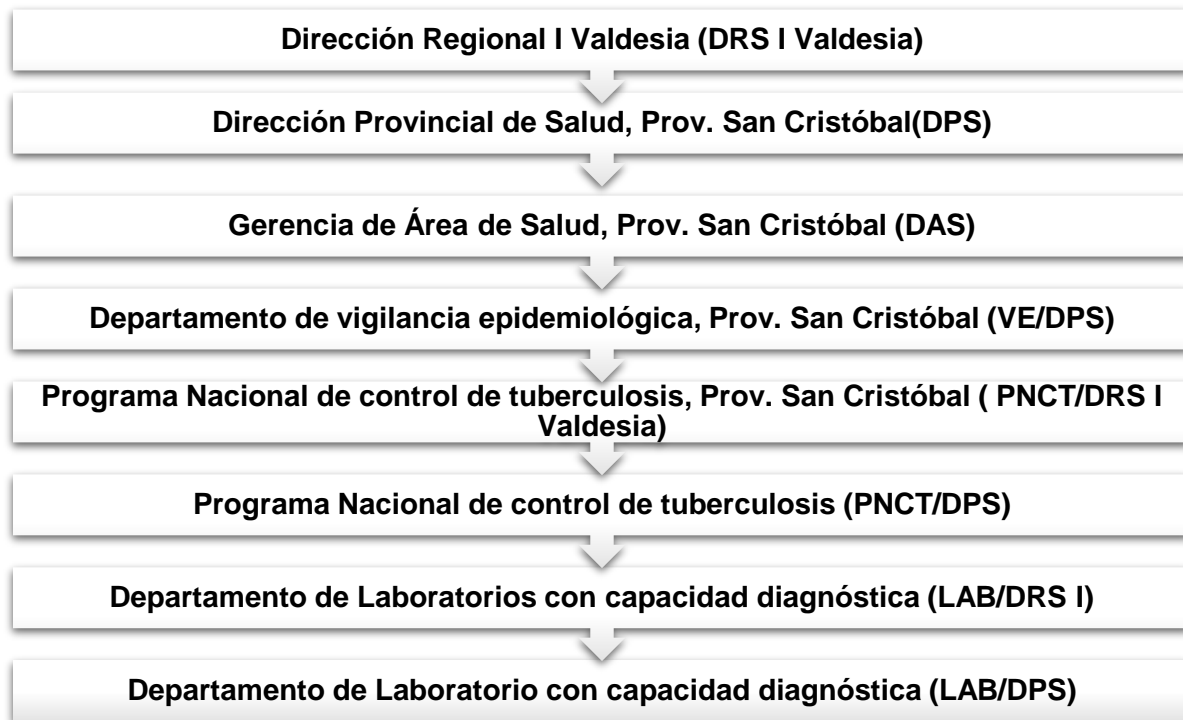 Dirección Regional I Valdesia (DRS I Valdesia)
Dirección Provincial de Salud, Prov. San Cristóbal(DPS)
Gerencia de Área de Salud, Prov. San Cristóbal (DAS)
Departamento de vigilancia epidemiológica, Prov. San Cristóbal (VE/DPS)
Programa Nacional de control de tuberculosis, Prov. San Cristóbal ( PNCT/DRS I
Valdesia)
Programa Nacional de control de tuberculosis (PNCT/DPS)
Departamento de Laboratorios con capacidad diagnóstica (LAB/DRS I)
Departamento de Laboratorio con capacidad diagnóstica (LAB/DPS)